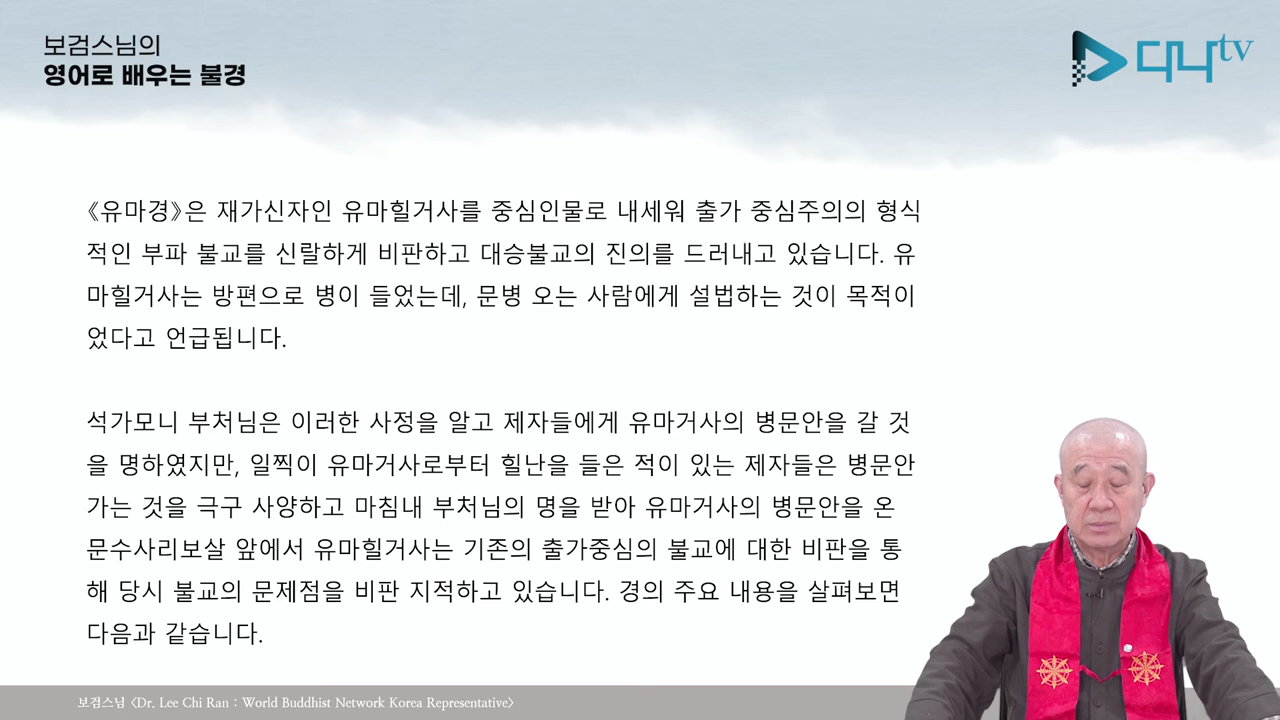 보검스님의
영어로 배우는 불경
디나tv
《유마경》은 재가신자인 유마힐거사를 중심인물로 내세워 출가 중심주의의 형식
적인 부파 불교를 신랄하게 비판하고 대승불교의 진의를 드러내고 있습니다. 유
마힐거사는 방편으로 병이 들었는데, 문병 오는 사람에게 설법하는 것이 목적이
었다고 언급됩니다.
석가모니 부처님은 이러한 사정을 알고 제자들에게 유마거사의 병문안을 갈 것
을 명하였지만, 일찍이 유마거사로부터 힐난을 들은 적이 있는 제자들은 병문안
가는 것을 극구 사양하고 마침내 부처님의 명을 받아 유마거사의 병문안을 온
문수사리보살 앞에서 유마힐거사는 기존의 출가중심의 불교에 대한 비판을 통
해 당시 불교의 문제점을 비판 지적하고 있습니다. 경의 주요 내용을 살펴보면
다음과 같습니다.
보검스님 <Dr. Lee Chi Ran : World Buddhist Network Korea Representative>